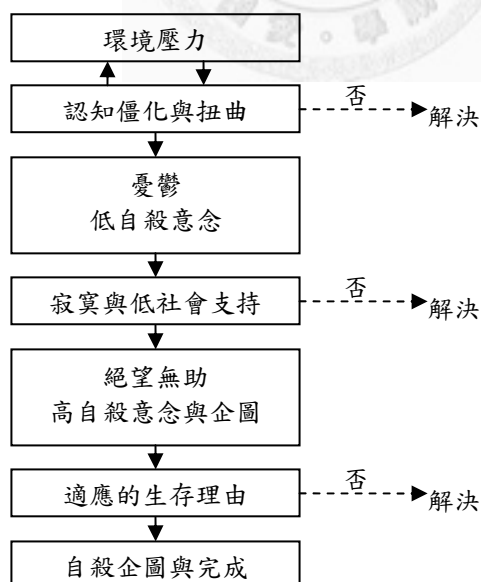 環境壓力
認知僵化與扭曲
否
解決
憂鬱
低自殺意念
寂寞與低社會支持
否
解決
絕望無助
高自殺意念與企圖
適應的生存理由
否
解決
自殺企圖與完成